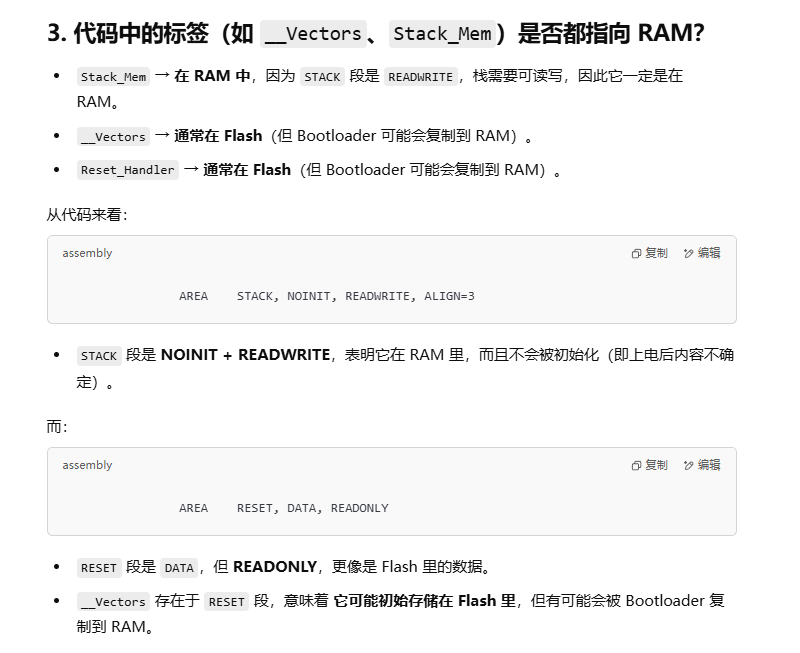 3. 代码中的标签（如 __Vectors、Stack_Mem）是否都指向 RAM？
• Stack_Mem → 在 RAM 中，因为 STACK 段是 READWRITE，栈需要可读写，因此它一定是在
RAM。
• __Vectors → 通常在 Flash（但 Bootloader 可能会复制到 RAM）。
• Reset_Handler → 通常在 Flash（但 Bootloader 可能会复制到 RAM）。
从代码来看：
assembly 复制 编辑
AREA    STACK, NOINIT, READWRITE, ALIGN=3
• STACK 段是 NOINIT + READWRITE，表明它在 RAM 里，而且不会被初始化（即上电后内容不确
定）。
而：
assembly 复制 编辑
AREA    RESET, DATA, READONLY
• RESET 段是 DATA，但 READONLY，更像是 Flash 里的数据。
• __Vectors 存在于 RESET 段，意味着 它可能初始存储在 Flash 里，但有可能会被 Bootloader 复
制到 RAM。